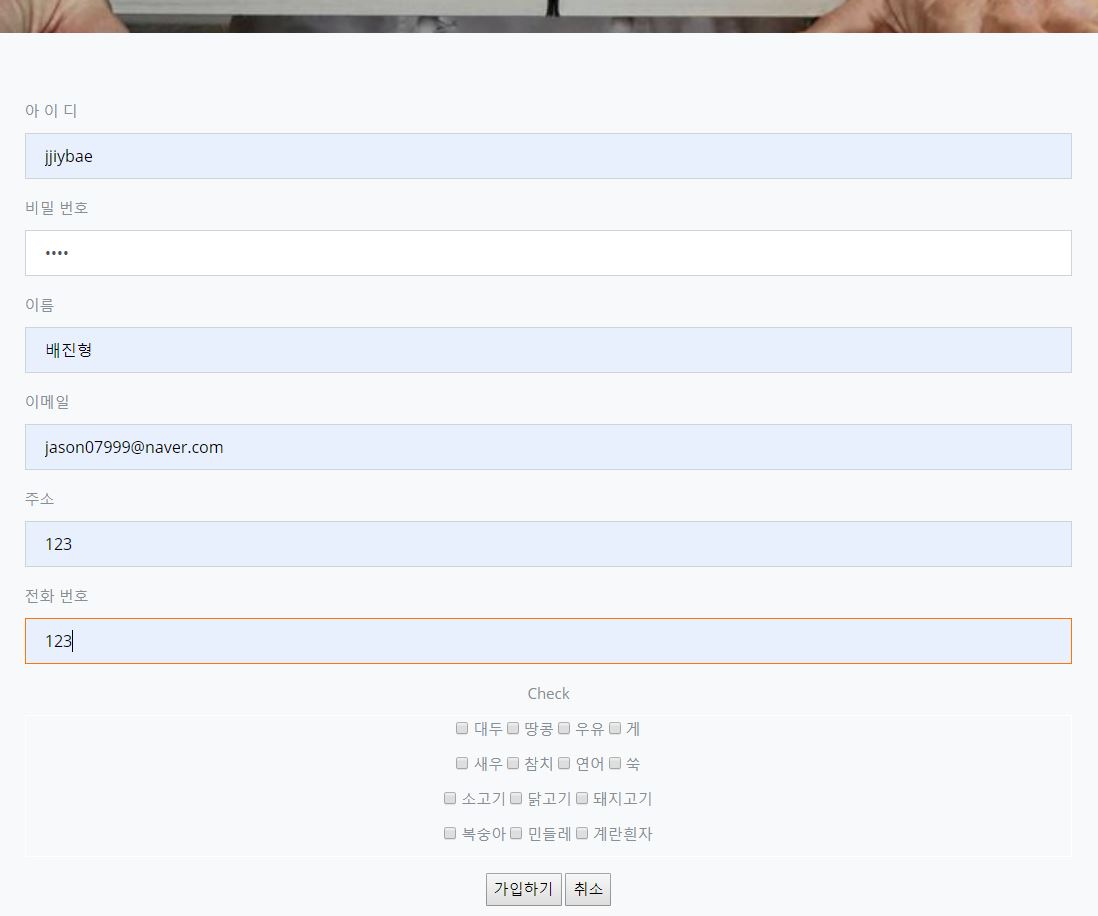 아 이 디
jjiybae
비밀 번호
••••
이름
배진형
이메일
jason07999@naver.com
주소
123
전화 번호
123
Check
대두 땅콩 우유 게
새우 참치 연어 쑥
소고기 닭고기 돼지고기
복숭아 민들레 계란흰자
가입하기 취소